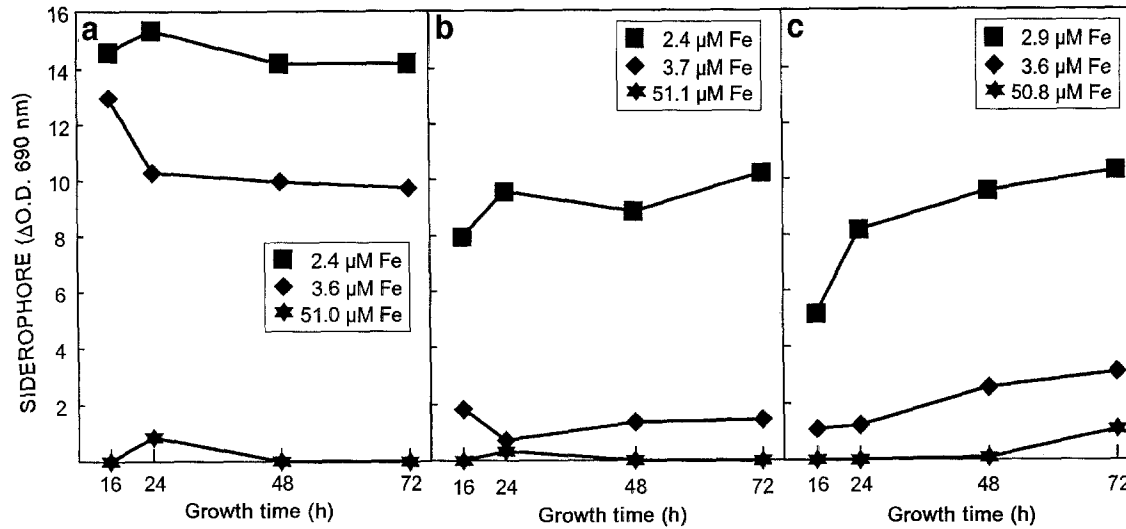 a
b
c
16
14
12
10
8
6
4
2
SIDEROPHORE (ΔO.D. 690 nm)
2.4 µM Fe
3.6 µM Fe
51.0 µM Fe
2.4 µM Fe
3.7 µM Fe
51.1 µM Fe
2.9 µM Fe
3.6 µM Fe
50.8 µM Fe
16 24 48 72
16 24 48 72
16 24 48 72
Growth time (h)
Growth time (h)
Growth time (h)